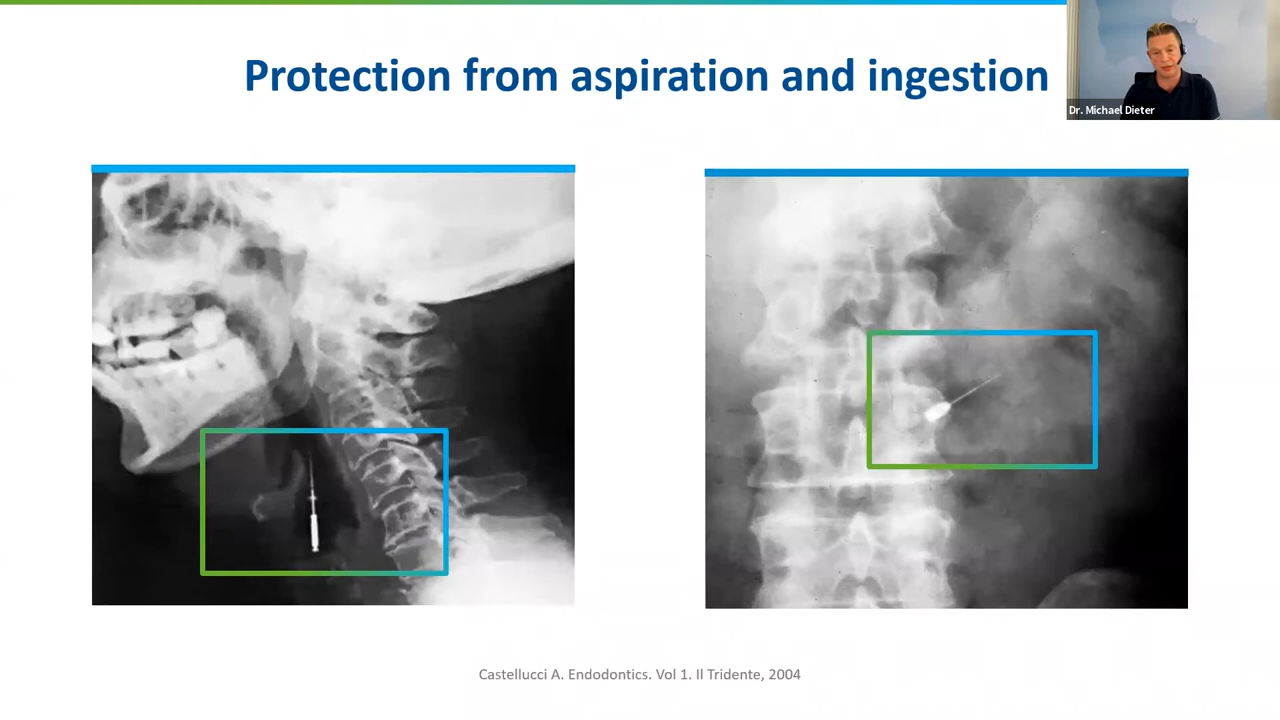 Protection from aspiration and ingestion
Dr. Michael Dieter
Castellucci A. Endodontics. Vol 1. Il Tridente, 2004